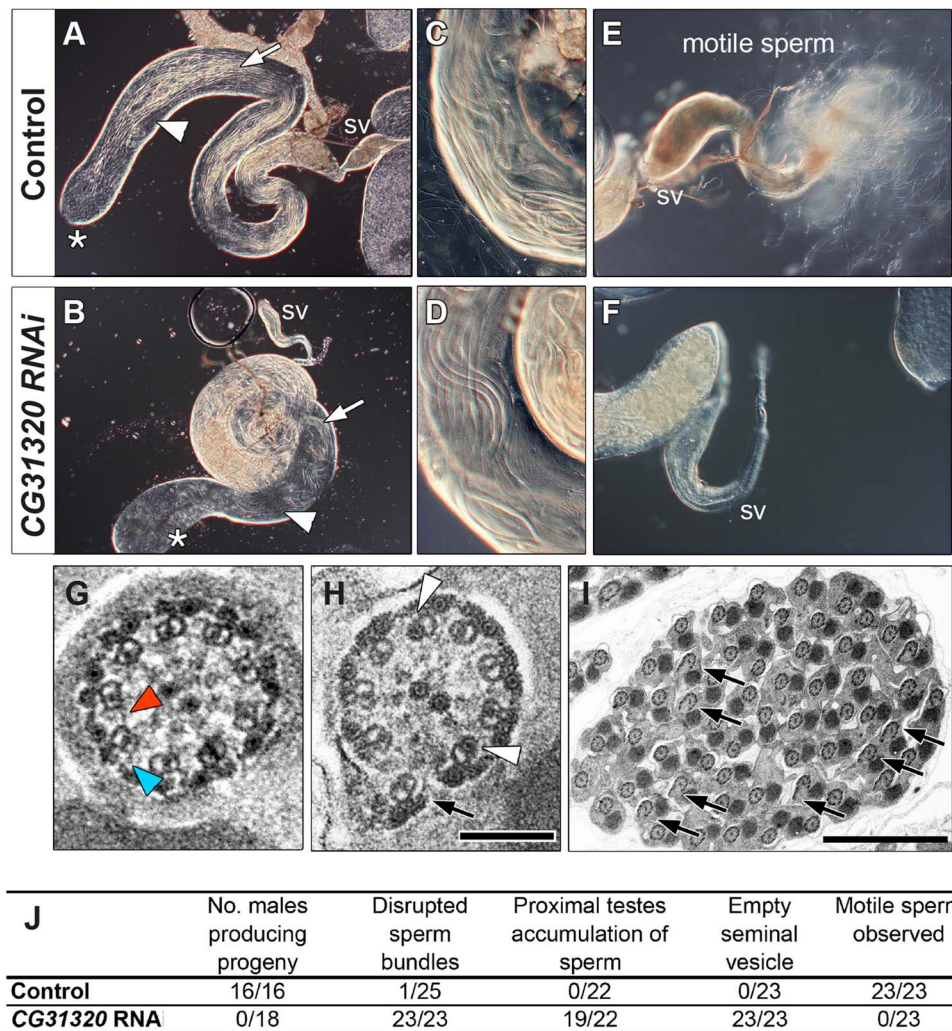 Control
A
sv
*
C
E
motile sperm
sv
CG31320 RNAi
B
sv
*
D
F
sv
G
H
I
J
No. males producing progeny
Disrupted sperm bundles
Proximal testes accumulation of sperm
Empty seminal vesicle
Motile sperm observed
Control 16/16 1/25 0/22 0/23 23/23
CG31320 RNAi 0/18 23/23 19/22 23/23 0/23